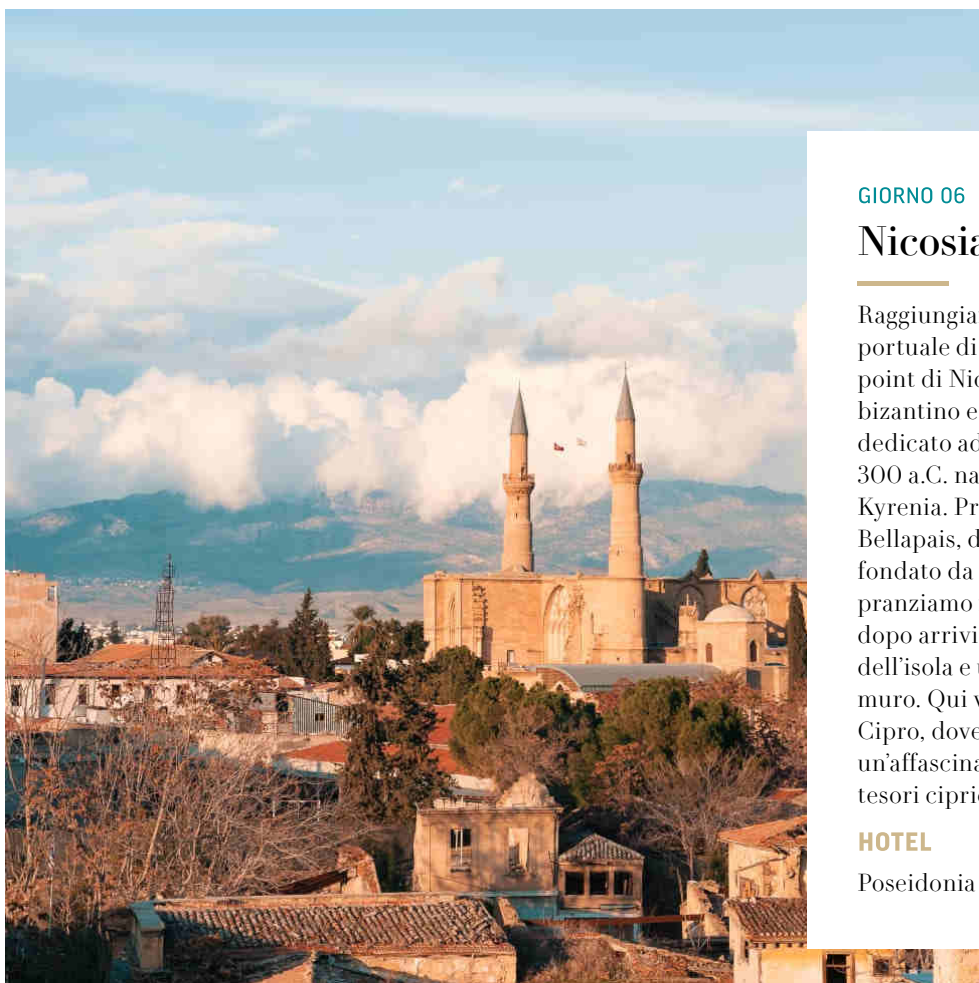 GIORNO 06
Nicosia
Raggiungia
portuale di
point di Nic
bizantino e
dedicato ad
300 a.C. na
Kyrenia. Pr
Bellapais, d
fondato da
pranziamo
dopo arrivi
dell’isola e
muro. Qui v
Cipro, dove
un’affascina
tesori cipri
HOTEL
Poseidonia